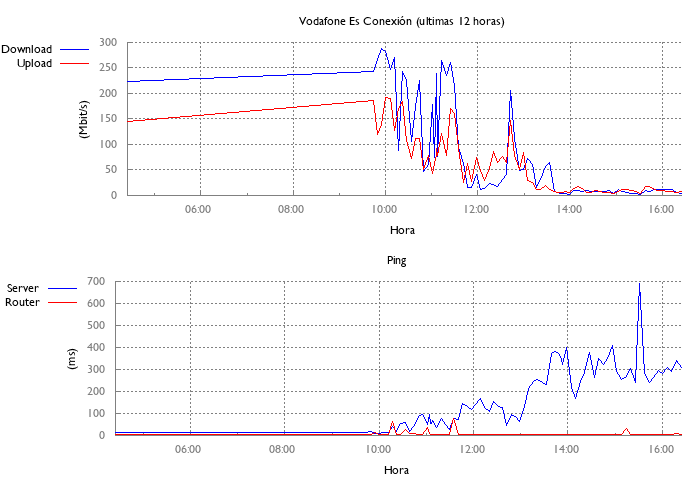 Vodafone Es Conexión (ultimas 12 horas)
Download
Upload
(Mbit/s)
300
250
200
150
100
50
0
06:00 08:00 10:00 12:00 14:00 16:00
Hora
Ping
Server
Router
(ms)
700
600
500
400
300
200
100
0
06:00 08:00 10:00 12:00 14:00 16:00
Hora